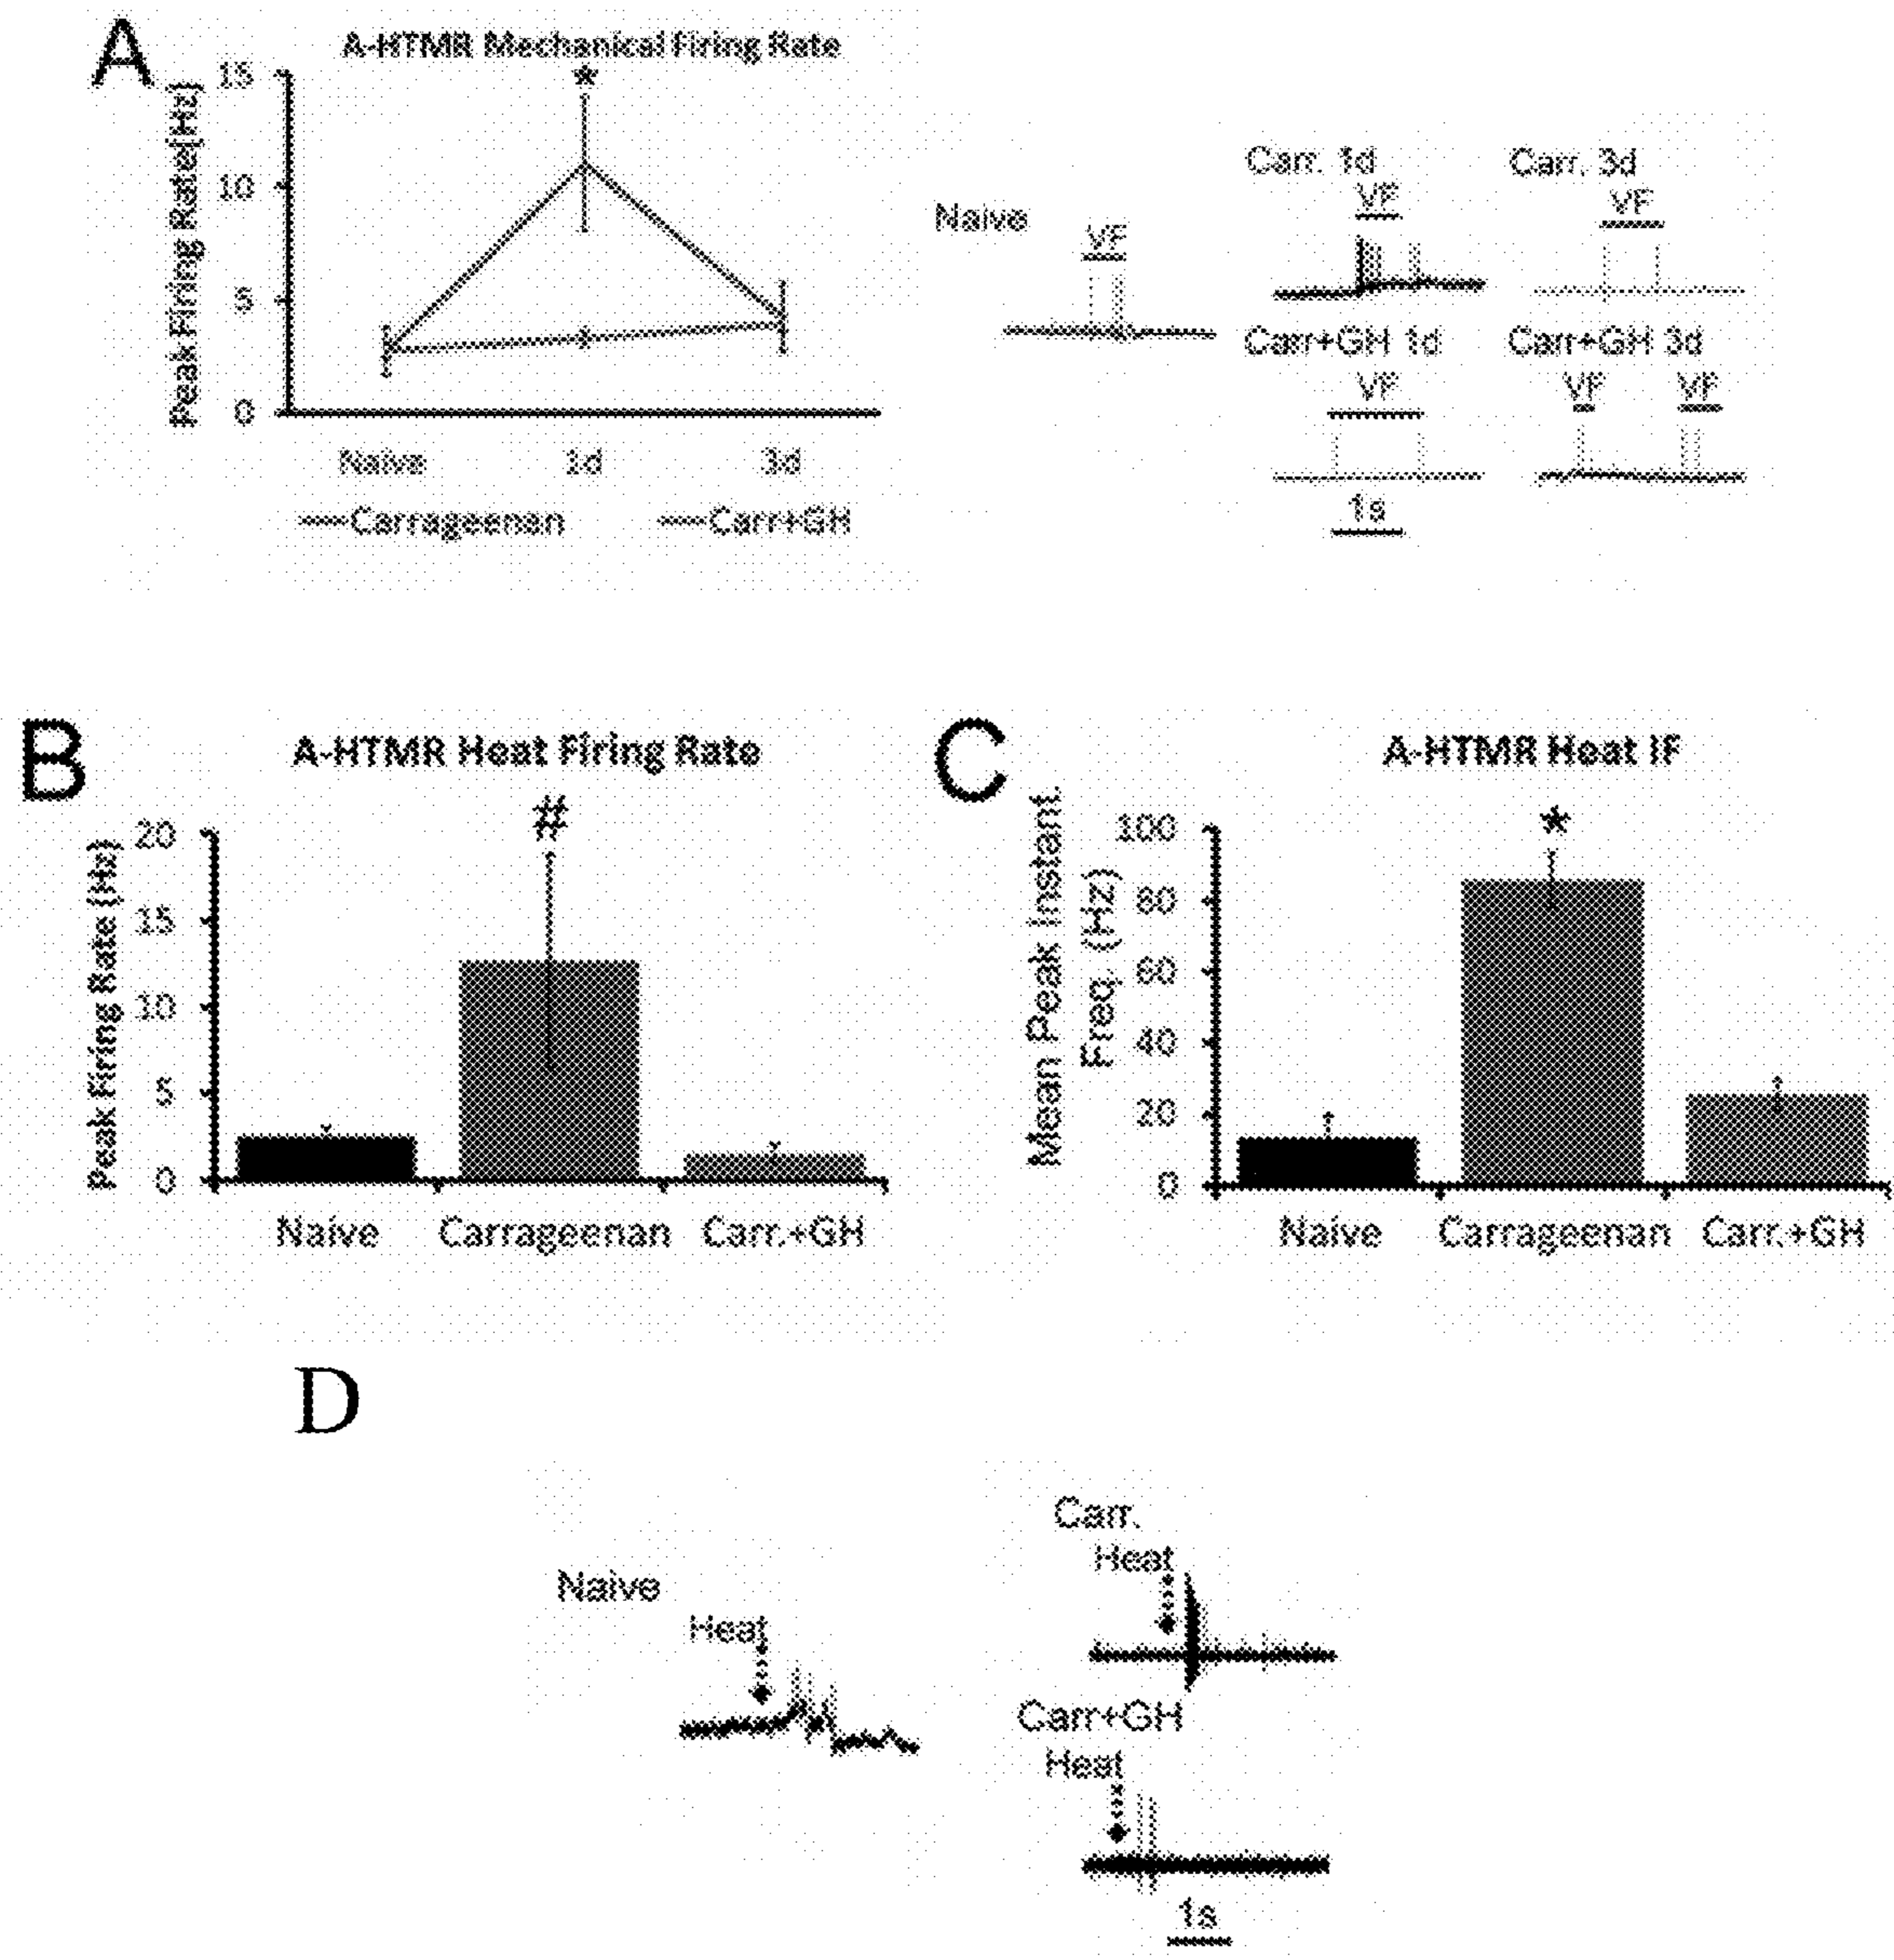 A
A-HTMR Mechanical Firing Rate
*
Peak Firing Rate(Hz)
15
10
5
0
Naive 1d 3d
Carrageenan Carr+GH
Naive
VF
Carr. 1d
VF
Carr. 3d
VF
Carr+GH 1d
VF
Carr+GH 3d
VF VF
1s
B
A-HTMR Heat Firing Rate
#
Peak Firing Rate (Hz)
20
15
10
5
0
Naive Carrageenan Carr.+GH
C
A-HTMR Heat IF
*
Mean Peak Instant.
Freq. (Hz)
100
80
60
40
20
0
Naive Carrageenan Carr.+GH
D
Naive
Heat
Carr.
Heat
Carr+GH
Heat
1s